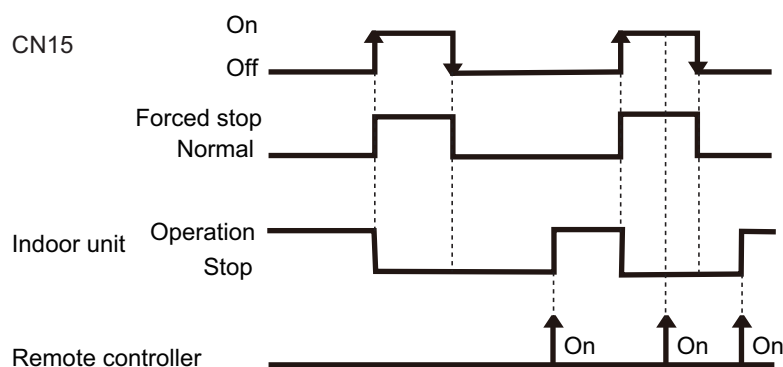 On
CN15
Off
Forced stop
Normal
Operation
Indoor unit
Stop
On On On
Remote controller